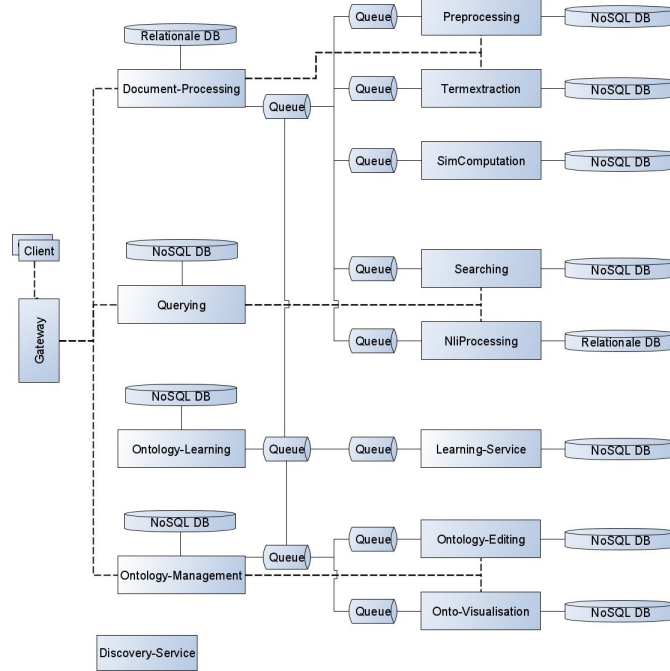 Queue
Preprocessing
NoSQL DB
Relationale DB
Document-Processing
Queue
Queue
Termextraction
NoSQL DB
Queue
SimComputation
NoSQL DB
Client
NoSQL DB
Queue
Searching
NoSQL DB
Querying
Gateway
Queue
NliProcessing
Relationale DB
NoSQL DB
Ontology-Learning
Queue
Queue
Learning-Service
NoSQL DB
NoSQL DB
Queue
Ontology-Editing
NoSQL DB
Ontology-Management
Queue
Queue
Onto-Visualisation
NoSQL DB
Discovery-Service